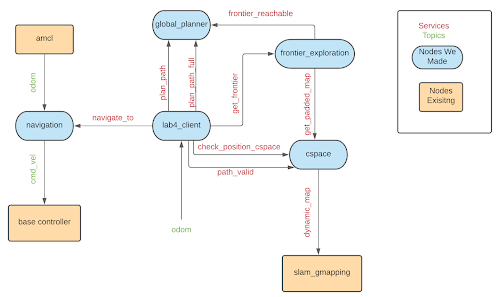 frontier_reachable
amcl
global_planner
frontier_exploration
Services
Topics
Nodes We
Made
Nodes
Exisitng
odom
plan_path
plan_path_full
get_frontier
get_padded_map
navigation
navigate_to
lab4_client
check_position_cspace
cspace
path_valid
cmd_vel
dynamic_map
base controller
odom
slam_gmapping